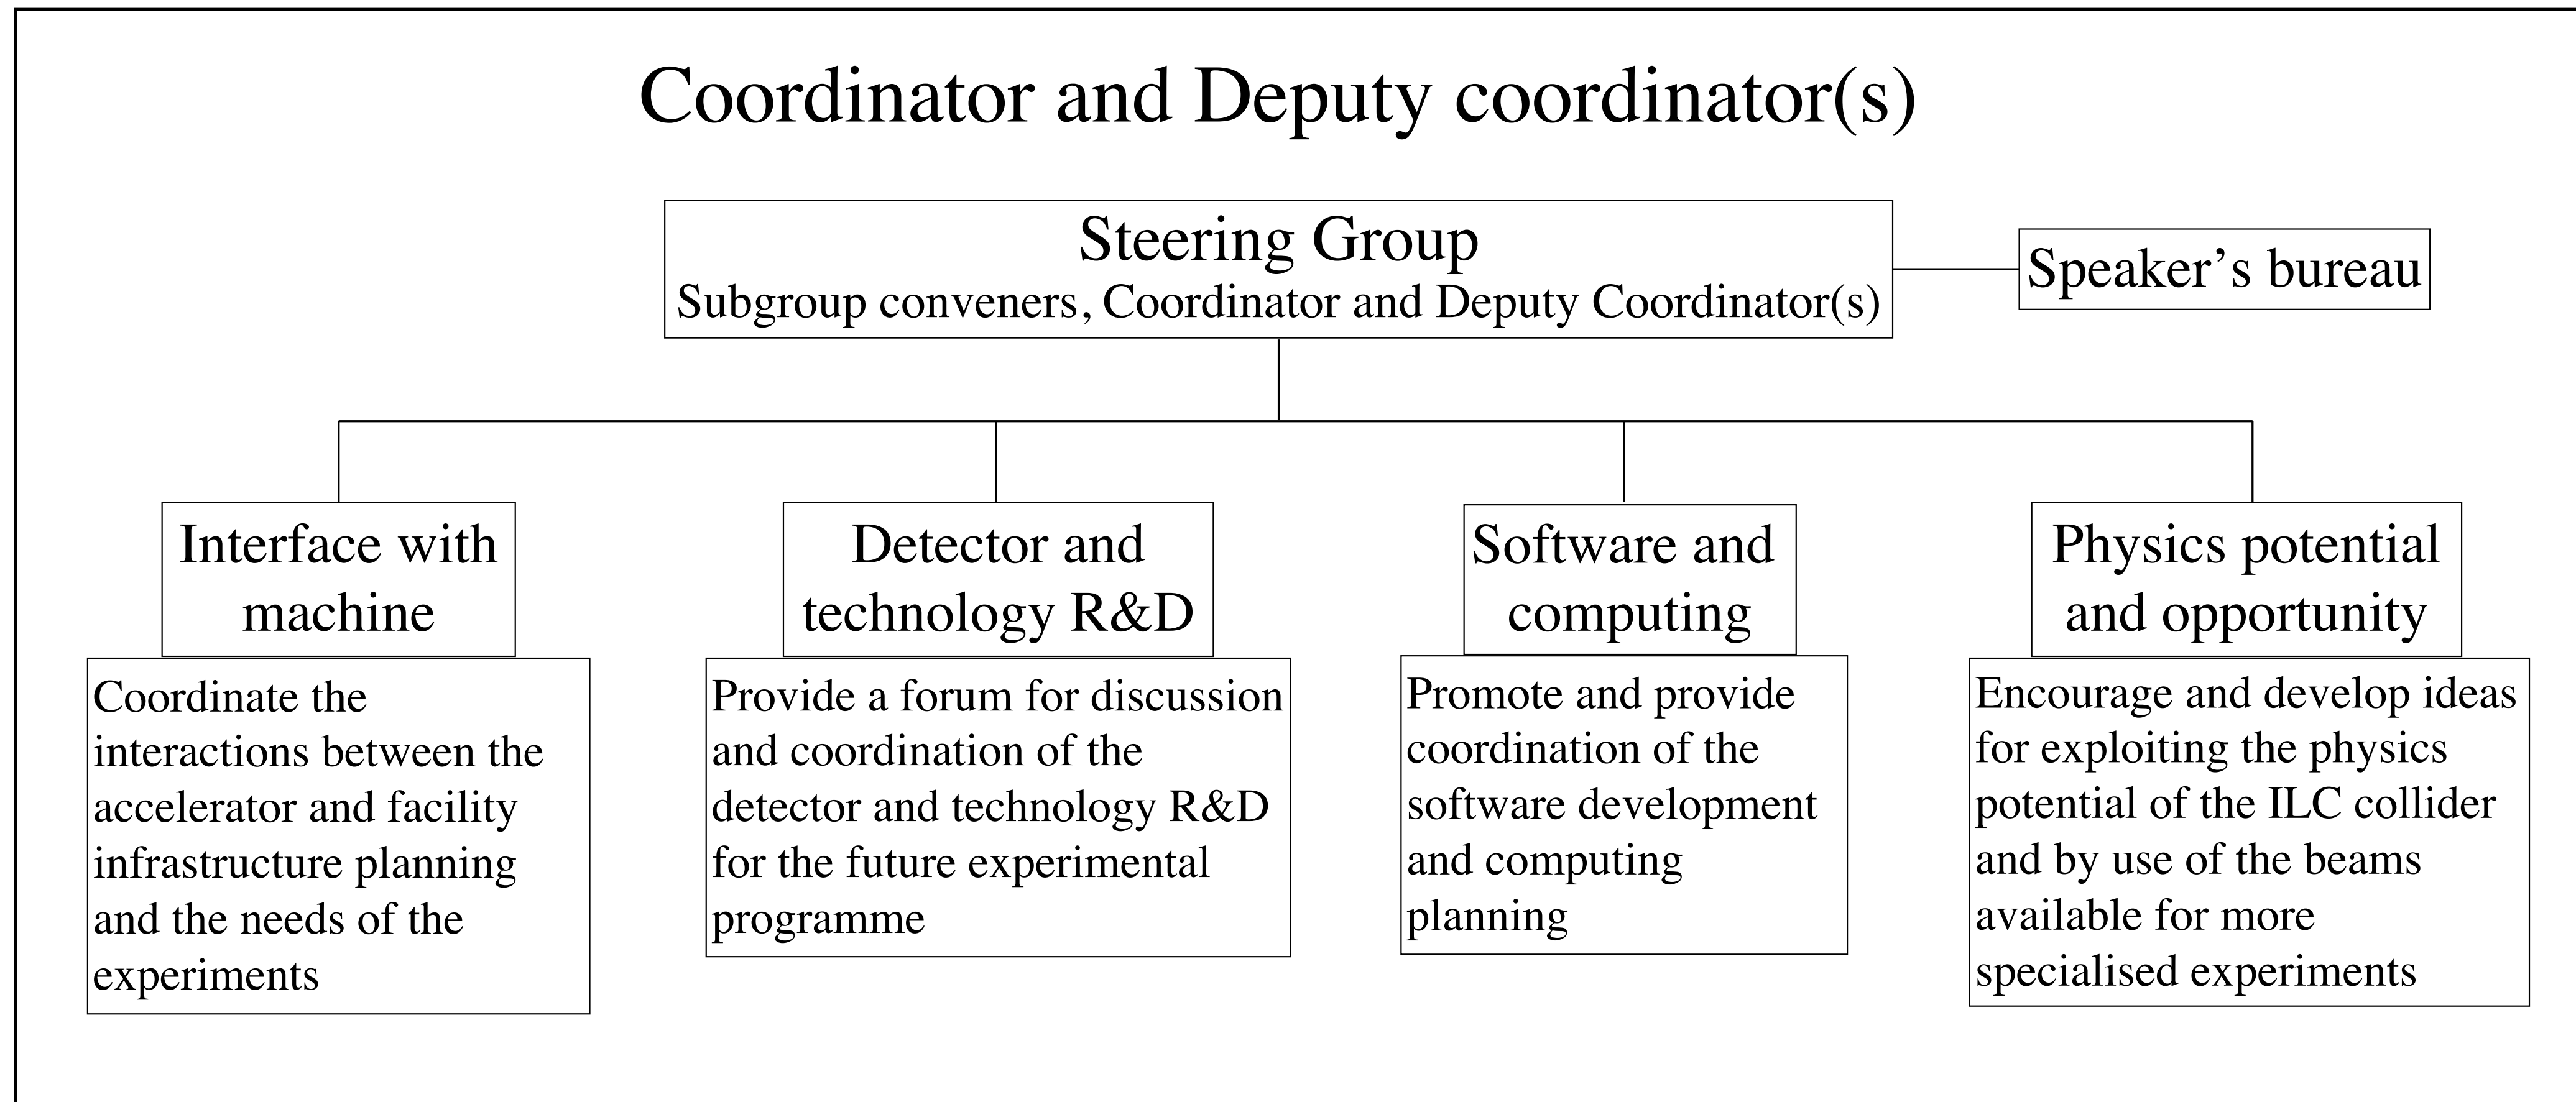 Coordinator and Deputy coordinator(s)
Steering Group
Subgroup conveners, Coordinator and Deputy Coordinator(s)
Speaker’s bureau
Interface with
machine
Coordinate the
interactions between the
accelerator and facility
infrastructure planning
and the needs of the
experiments
Detector and
technology R&D
Provide a forum for discussion
and coordination of the
detector and technology R&D
for the future experimental
programme
Software and
computing
Promote and provide
coordination of the
software development
and computing
planning
Physics potential
and opportunity
Encourage and develop ideas
for exploiting the physics
potential of the ILC collider
and by use of the beams
available for more
specialised experiments